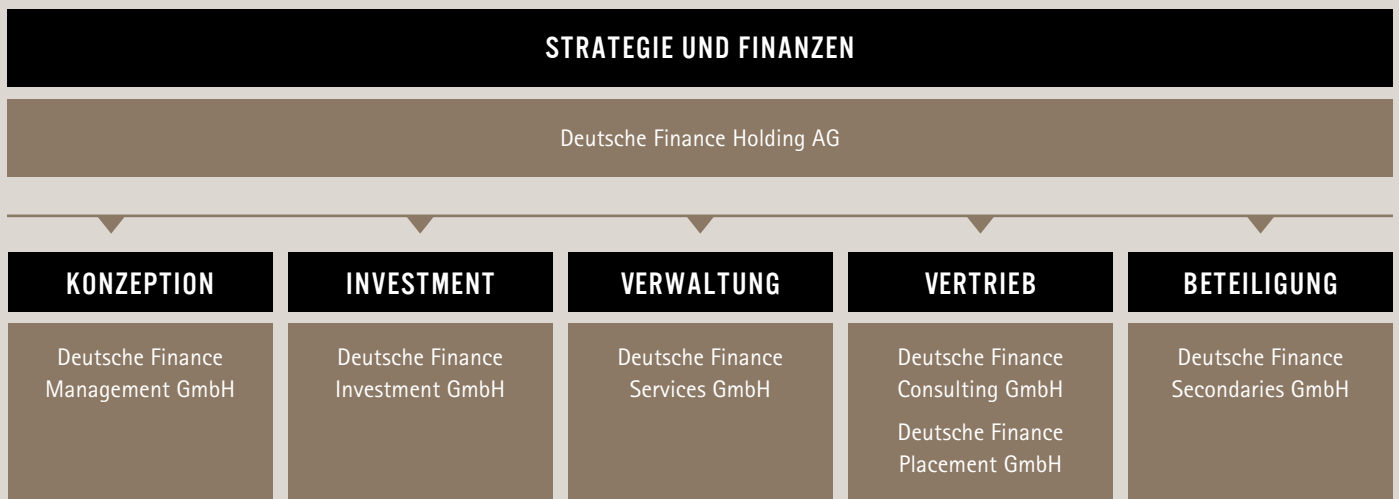 STRATEGIE UND FINANZEN
Deutsche Finance Holding AG
KONZEPTION
Deutsche Finance
Management GmbH
INVESTMENT
Deutsche Finance
Investment GmbH
VERWALTUNG
Deutsche Finance
Services GmbH
VERTRIEB
Deutsche Finance
Consulting GmbH
Deutsche Finance
Placement GmbH
BETEILIGUNG
Deutsche Finance
Secondaries GmbH